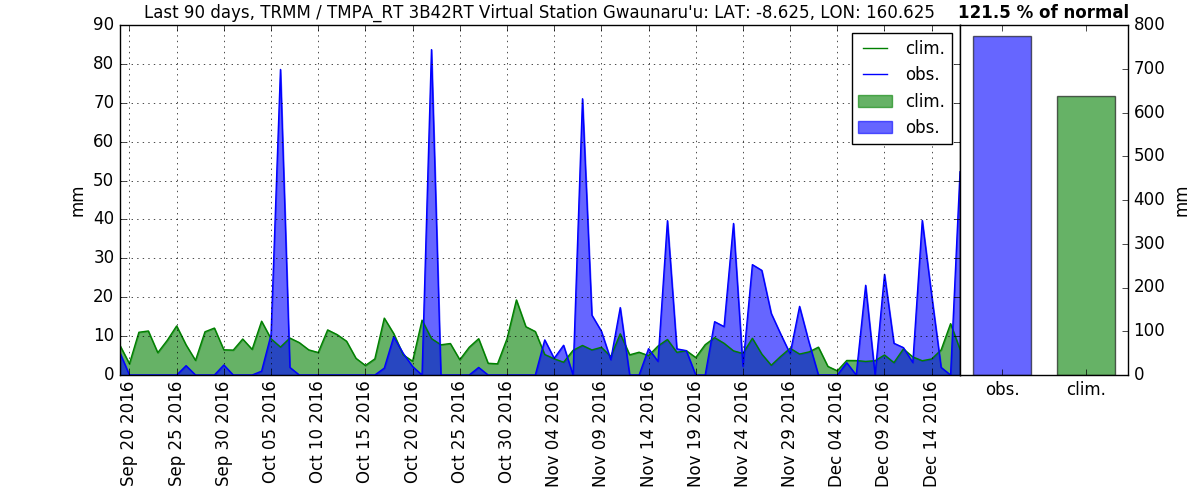 Last 90 days, TRMM / TMPA_RT 3B42RT Virtual Station Gwaunaru'u: LAT: -8.625, LON: 160.625
121.5 % of normal
90
80
70
60
50
40
30
20
10
0
mm
clim.
obs.
clim.
obs.
800
700
600
500
400
300
200
100
0
mm
obs.
clim.
Sep 20 2016
Sep 25 2016
Sep 30 2016
Oct 05 2016
Oct 10 2016
Oct 15 2016
Oct 20 2016
Oct 25 2016
Oct 30 2016
Nov 04 2016
Nov 09 2016
Nov 14 2016
Nov 19 2016
Nov 24 2016
Nov 29 2016
Dec 04 2016
Dec 09 2016
Dec 14 2016